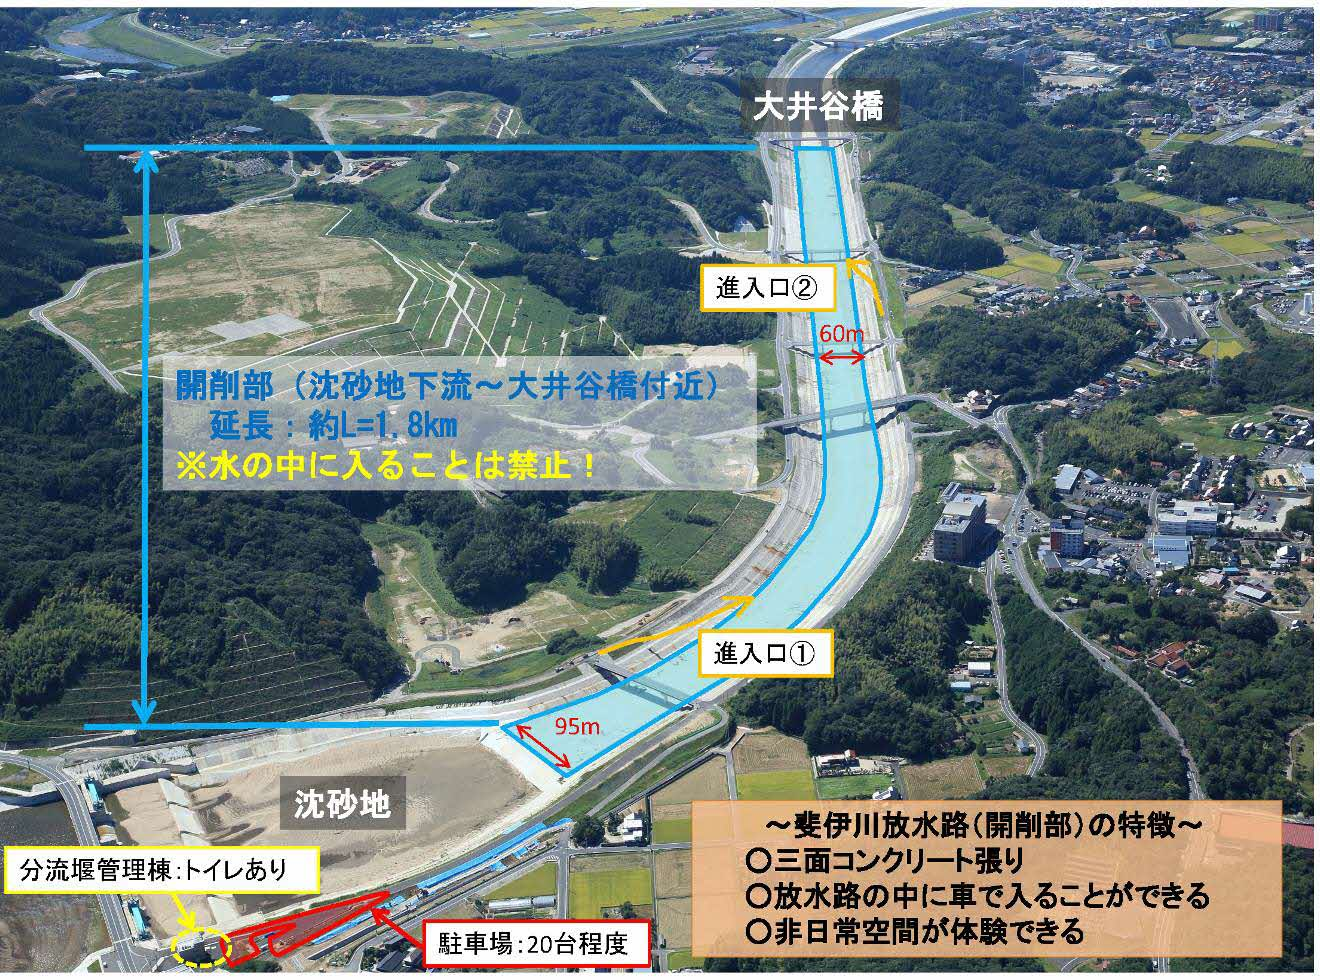 大井谷橋
進入口②
60m
開削部（沈砂地下流～大井谷橋付近）
延長：約L=1.8km
※水の中に入ることは禁止！
進入口①
95m
沈砂地
～斐伊川放水路(開削部)の特徴～
〇三面コンクリート張り
〇放水路の中に車で入ることができる
〇非日常空間が体験できる
分流堰管理棟:トイレあり
駐車場:20台程度